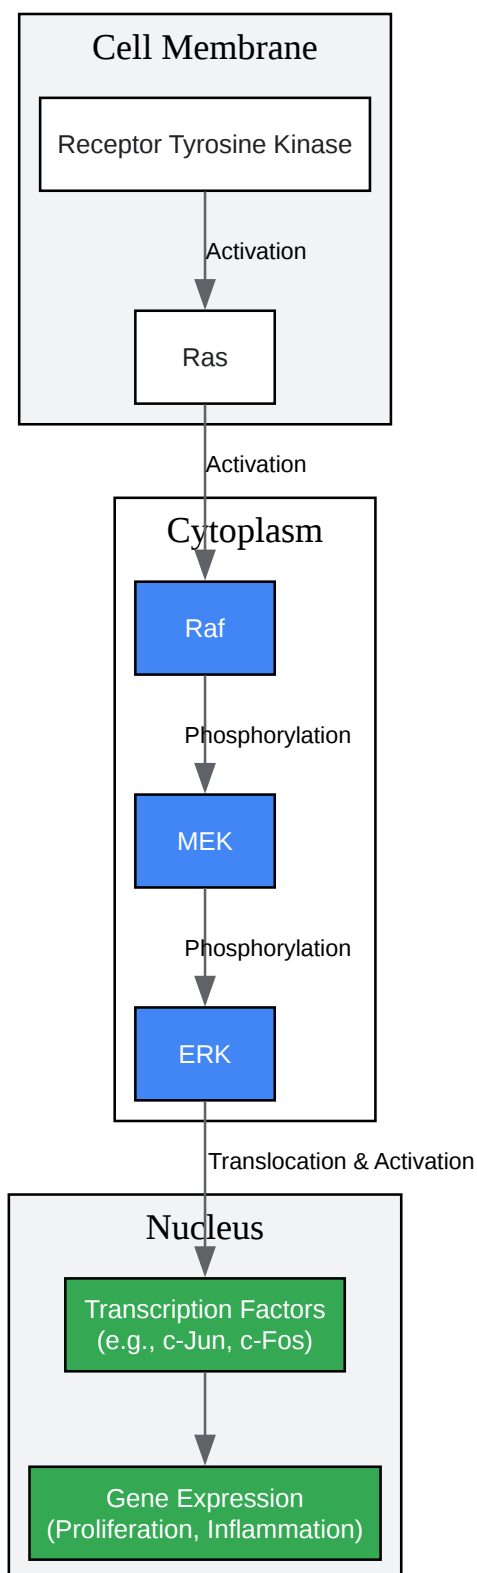 Cell Membrane
Receptor Tyrosine Kinase
Activation
Ras
Activation
Cytoplasm
Raf
Phosphorylation
MEK
Phosphorylation
ERK
Translocation & Activation
Nucleus
Transcription Factors
(e.g., c-Jun, c-Fos)
Gene Expression
(Proliferation, Inflammation)